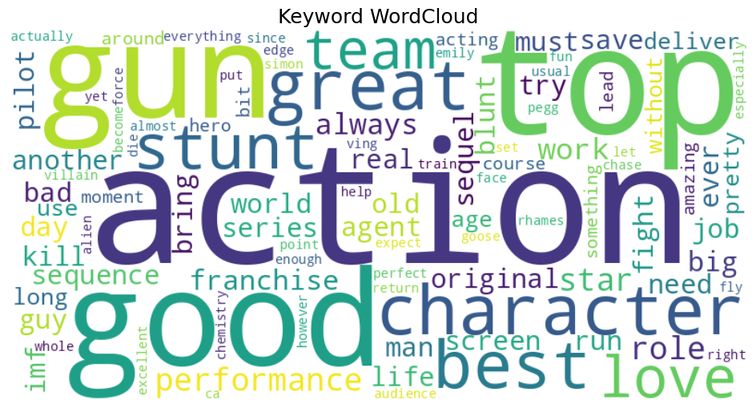 Keyword WordCloud
actually
around
everything
since
acting
must
save
deliver
edge
emily
simon
team
pilot
gun
yet
put
great
top
fun
usual
especially
become
force
bit
stunt
try
blunt
pegg
lead
without
another
almost
die
hero
always
sequel
work
set
let
villain
real
train
course
chase
pretty
bad
moment
ving
face
amazing
ever
use
bring
action
help
something
day
alien
world
old
age
rhames
fight
job
series
agent
goose
kill
point
expect
big
sequence
enough
perfect
franchise
return
original
star
need
fly
long
good
however
character
guy
whole
chemistry
man
screen
run
role
right
imf
excellent
performance
life
best
love
ca
audience